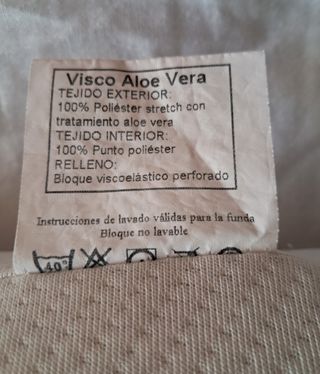 Visco Aloe Vera
TEJIDO EXTERIOR:
100% Poliéster stretch con
tratamiento aloe vera
TEJIDO INTERIOR:
100% Punto poliéster
RELLENO:
Bloque viscoelástico perforado
Instrucciones de lavado válidas para la funda
Bloque no lavable
40°